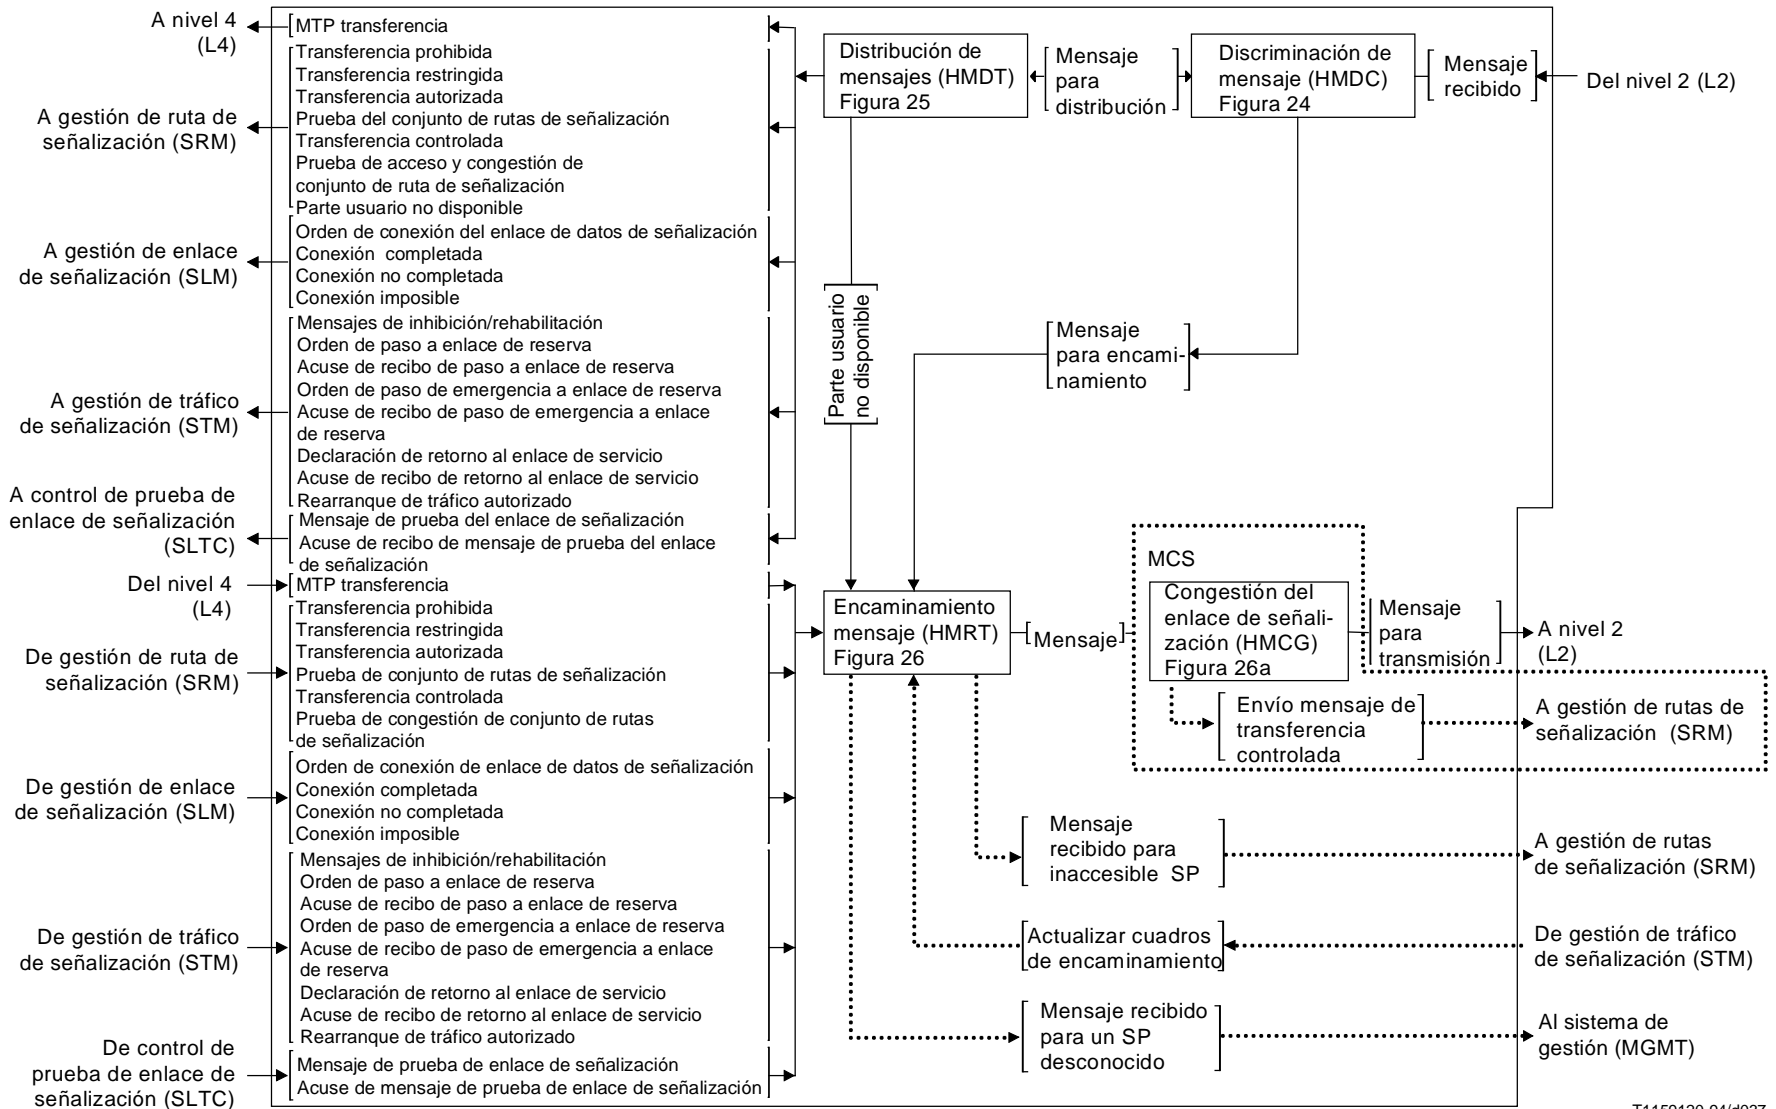 A nivel 4
(L4)
A gestión de ruta de
señalización (SRM)
A gestión de enlace
de señalización (SLM)
A gestión de tráfico
de señalización (STM)
A control de prueba de
enlace de señalización
(SLTC)
Del nivel 4
(L4)
De gestión de ruta de
señalización (SRM)
De gestión de enlace
de señalización (SLM)
De gestión de tráfico
de señalización (STM)
De control de
prueba de enlace de
señalización (SLTC)
MTP transferencia
Transferencia prohibida
Transferencia restringida
Transferencia autorizada
Prueba del conjunto de rutas de señalización
Transferencia controlada
Prueba de acceso y congestión de
conjunto de ruta de señalización
Parte usuario no disponible
Orden de conexión del enlace de datos de señalización
Conexión completada
Conexión no completada
Conexión imposible
Mensajes de inhibición/rehabilitación
Orden de paso a enlace de reserva
Acuse de recibo de paso a enlace de reserva
Orden de paso de emergencia a enlace de reserva
Acuse de recibo de paso de emergencia a enlace
de reserva
Declaración de retorno al enlace de servicio
Acuse de recibo de retorno al enlace de servicio
Rearranque de tráfico autorizado
Mensaje de prueba del enlace de señalización
Acuse de recibo de mensaje de prueba del enlace
de señalización
MTP transferencia
Transferencia prohibida
Transferencia restringida
Transferencia autorizada
Prueba de conjunto de rutas de señalización
Transferencia controlada
Prueba de congestión de conjunto de rutas
de señalización
Orden de conexión de enlace de datos de señalización
Conexión completada
Conexión no completada
Conexión imposible
Mensajes de inhibición/rehabilitación
Orden de paso a enlace de reserva
Acuse de recibo de paso a enlace de reserva
Orden de paso de emergencia a enlace de reserva
Acuse de recibo de paso de emergencia a enlace
de reserva
Declaración de retorno al enlace de servicio
Acuse de recibo de retorno al enlace de servicio
Rearranque de tráfico autorizado
Mensaje de prueba de enlace de señalización
Acuse de mensaje de prueba de enlace de señalización
Distribución de
mensajes (HMDT)
Figura 25
Mensaje
para
distribución
Discriminación de
mensaje (HMDC)
Figura 24
Mensaje
recibido
Del nivel 2 (L2)
Parte usuario
no disponible
Mensaje
para encami-
namiento
Encaminamiento
mensaje (HMRT)
Figura 26
Mensaje
MCS
Congestión del
enlace de señali-
zación (HMCG)
Figura 26a
Mensaje
para
transmisión
A nivel 2
(L2)
Envío mensaje de
transferencia
controlada
A gestión de rutas de
señalización (SRM)
Mensaje
recibido para
inaccesible SP
A gestión de rutas
de señalización (SRM)
Actualizar cuadros
de encaminamiento
De gestión de tráfico
de señalización (STM)
Mensaje recibido
para un SP
desconocido
Al sistema de
gestión (MGMT)